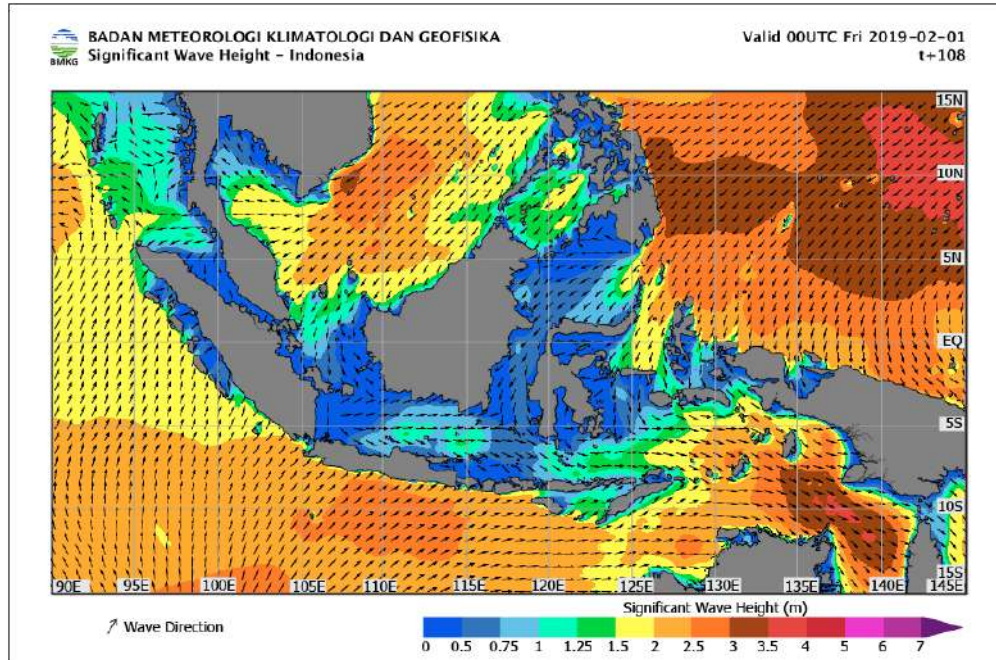 BMKG
BADAN METEOROLOGI KLIMATOLOGI DAN GEOFISIKA
Significant Wave Height - Indonesia
Valid 00UTC Fri 2019-02-01
t+108
15N
10N
5N
EQ
5S
10S
15S
90E 95E 100E 105E 110E 115E 120E 125E 130E 135E 140E 145E
Wave Direction
Significant Wave Height (m)
0 0.5 0.75 1 1.25 1.5 2 2.5 3 3.5 4 5 6 7